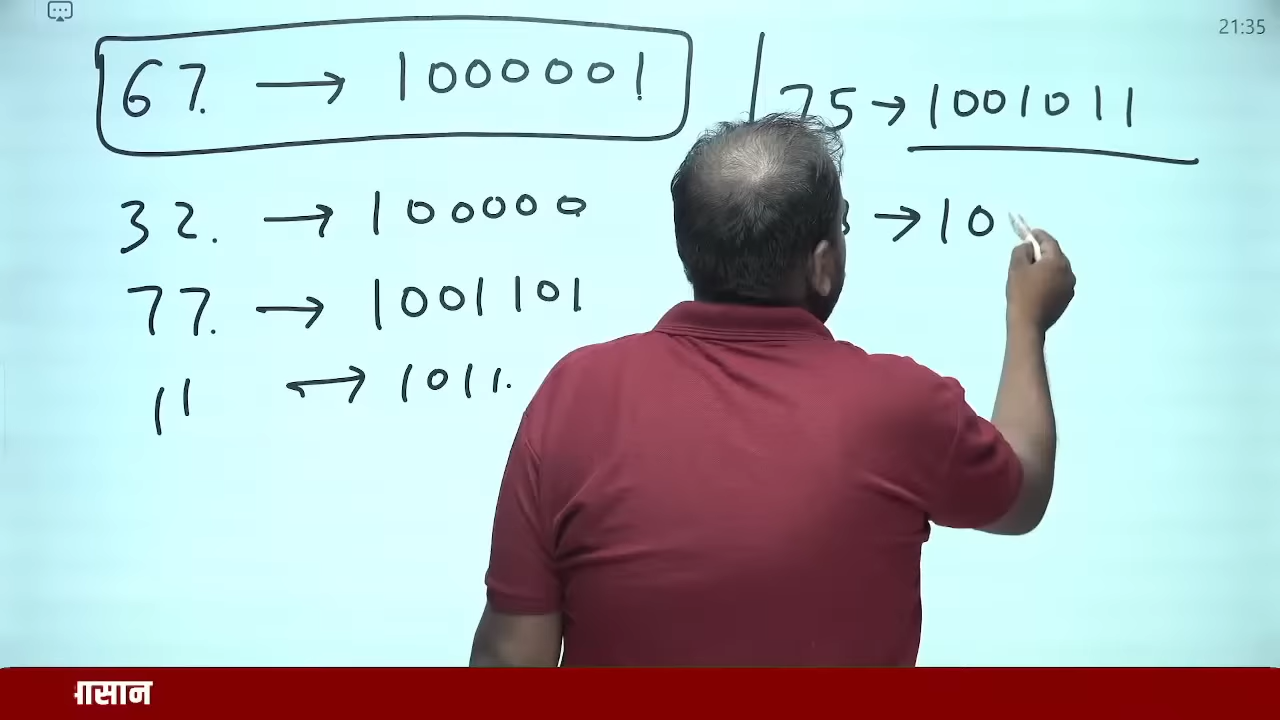 21:35
67. → 1000001
75 → 1001011
32. → 100000
→ 10
77. → 1001101
11 → 1011.